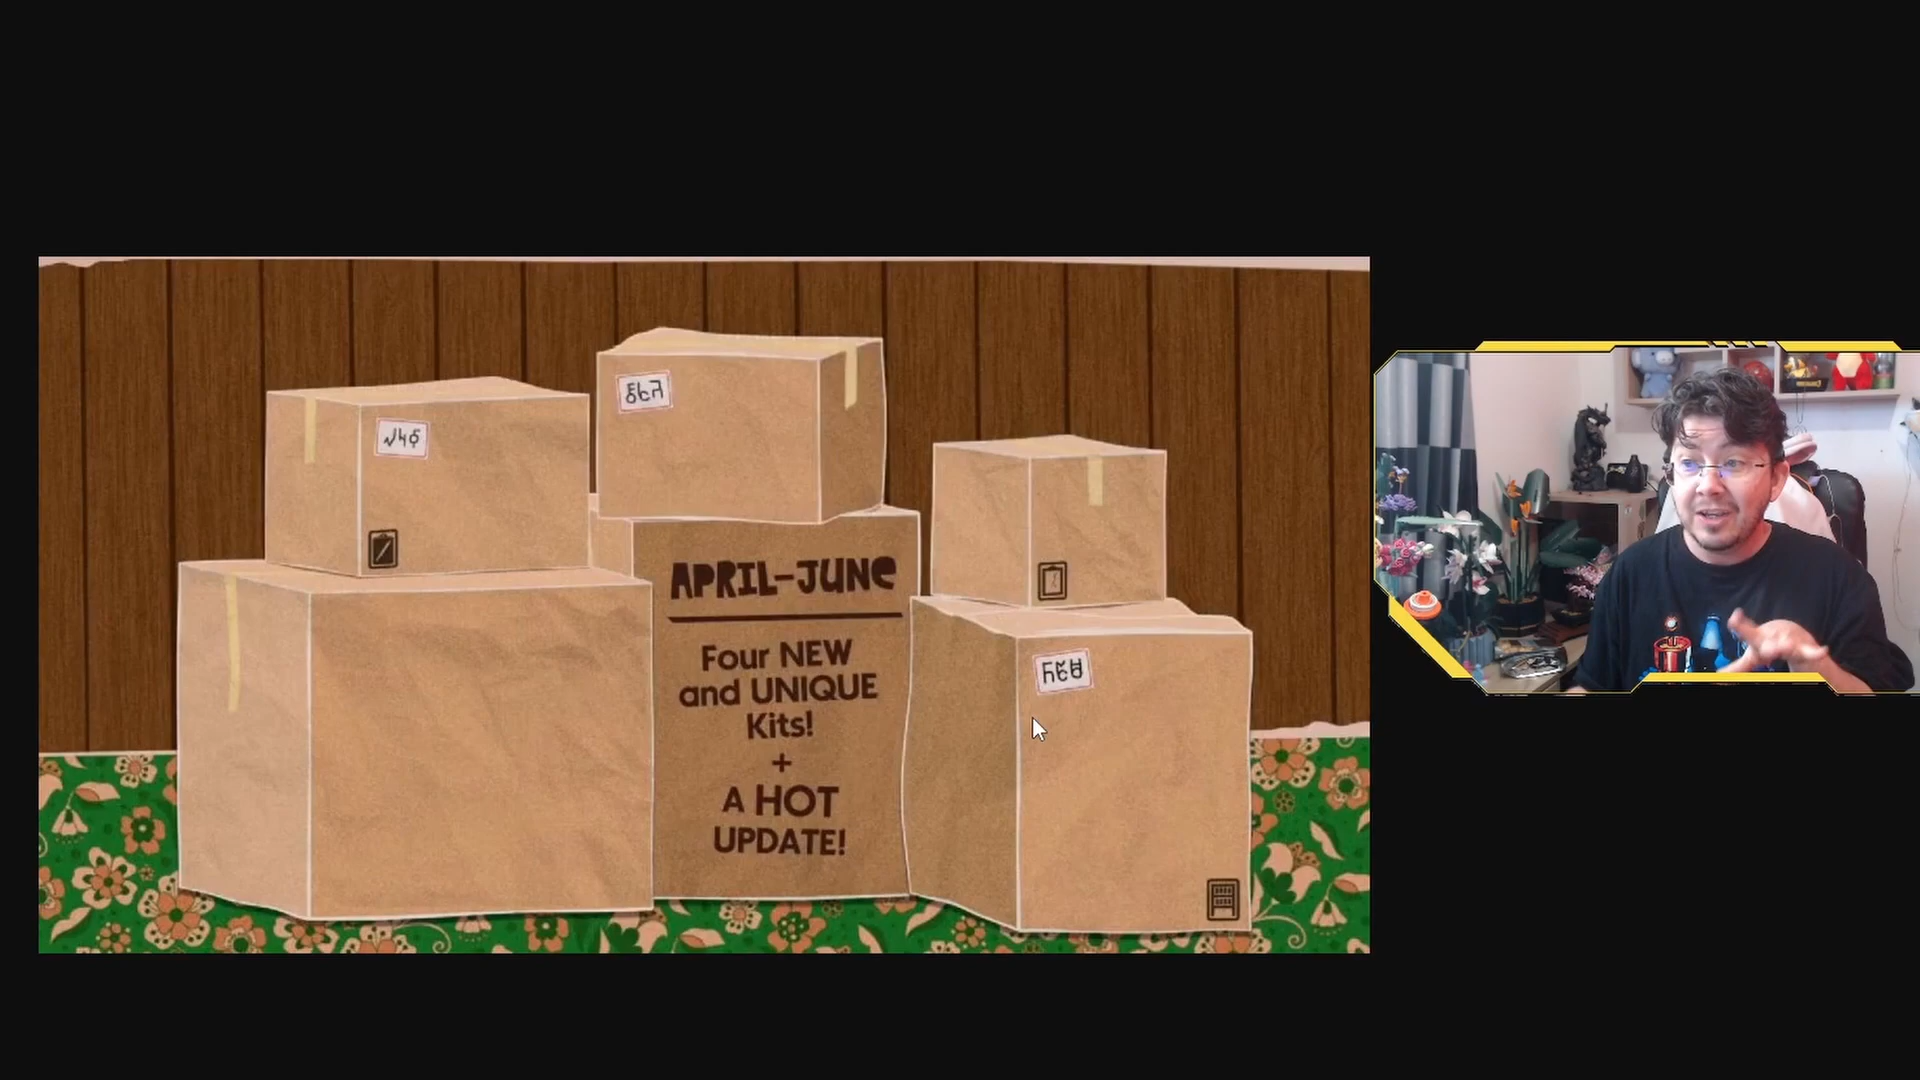 APRIL-JUNE
Four NEW
and UNIQUE
Kits!
+
A HOT
UPDATE!